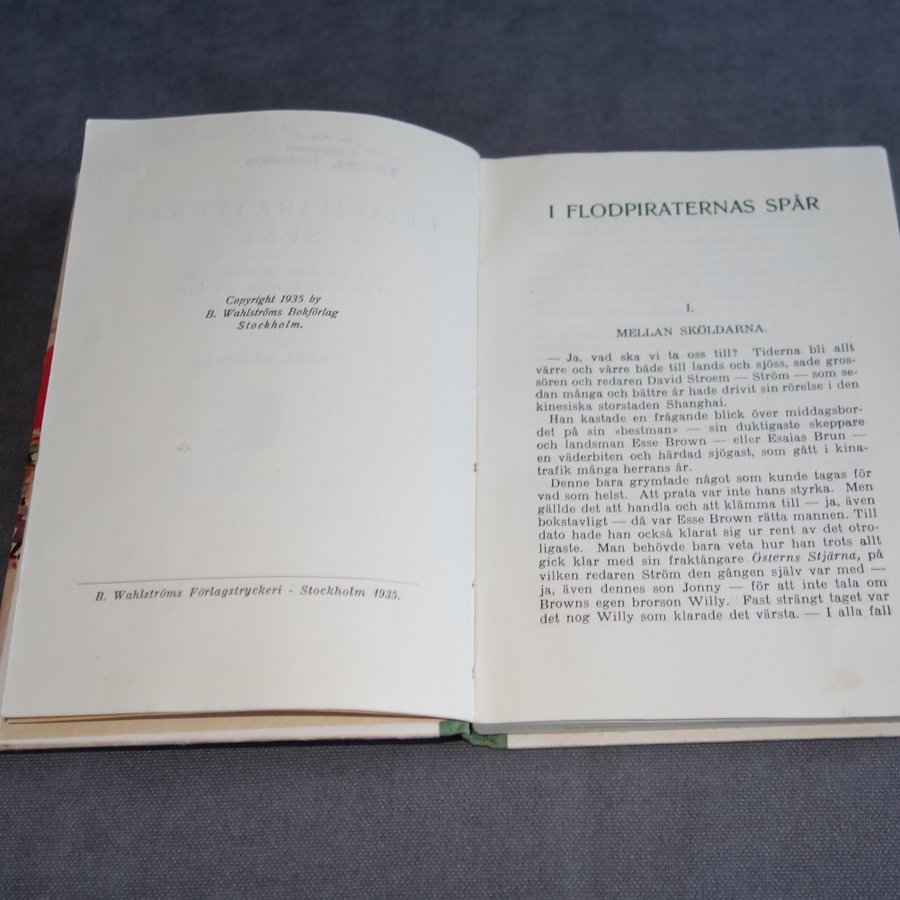 Copyright 1935 by
B. Wahlströms Bokförlag
Stockholm.
B. Wahlströms Förlagstryckeri - Stockholm 1935.
I FLODPIRATERNAS SPÅR
I.
MELLAN SKÖLDARNA.
— Ja, vad ska vi ta oss till? Tiderna bli allt
värre och värre både till lands och sjöss, sade gros-
sören och redaren David Stroem — Ström — som se-
dan många och bättre år hade drivit sin rörelse i den
kinesiska storstaden Shanghai.
Han kastade en frågande blick över middagsbor-
det på sin »bestman» — sin duktigaste skeppare
och landsman Esse Brown — eller Esaias Brun —
en väderbiten och härdad sjögast, som gått i kina-
trafik många herrans år.
Denne bara grymtade något som kunde tagas för
vad som helst. Att prata var inte hans styrka. Men
gällde det att handla och att klämma till — ja, även
bokstavligt — då var Esse Brown rätta mannen. Till
dato hade han också klarat sig ur rent av det otro-
ligaste. Man behövde bara veta hur han trots allt
gick klar med sin fraktångare Österns Stjärna, på
vilken redaren Ström den gången själv var med —
ja, även dennes son Jonny — för att inte tala om
Browns egen brorson Willy. Fast strängt taget var
det nog Willy som klarade det värsta. — I alla fall